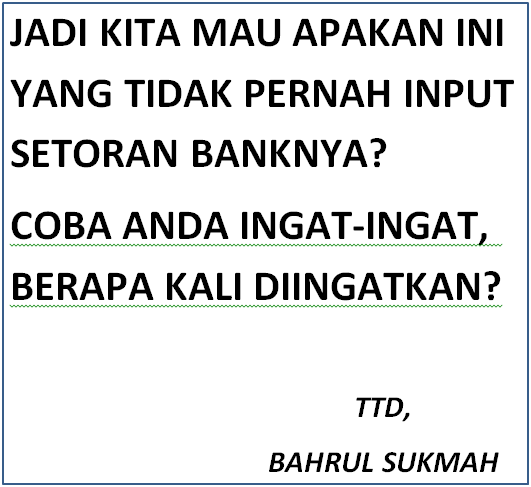 JADI KITA MAU APAKAN INI
YANG TIDAK PERNAH INPUT
SETORAN BANKNYA?
COBA ANDA INGAT-INGAT,
BERAPA KALI DIINGATKAN?
TTD,
BAHRUL SUKMAH